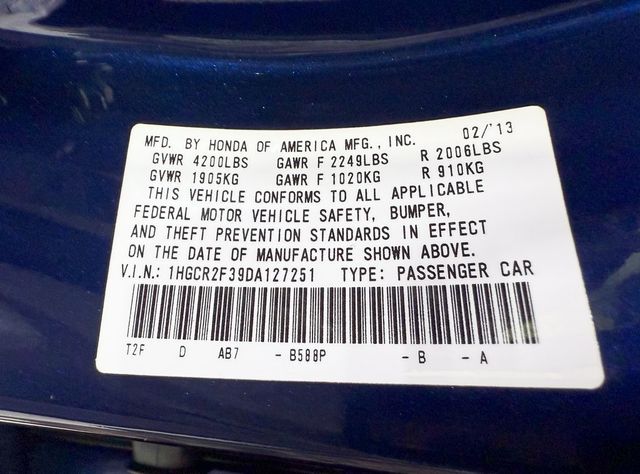 MFD. BY HONDA OF AMERICA MFG., INC. 02/'13
GVWR 4200LBS GAWR F 2249LBS R 2006LBS
GVWR 1905KG GAWR F 1020KG R 910KG
THIS VEHICLE CONFORMS TO ALL APPLICABLE
FEDERAL MOTOR VEHICLE SAFETY, BUMPER,
AND THEFT PREVENTION STANDARDS IN EFFECT
ON THE DATE OF MANUFACTURE SHOWN ABOVE.
V.I.N.: 1HGCR2F39DA127251 TYPE: PASSENGER CAR
T2F D AB7 - B588P - B - A